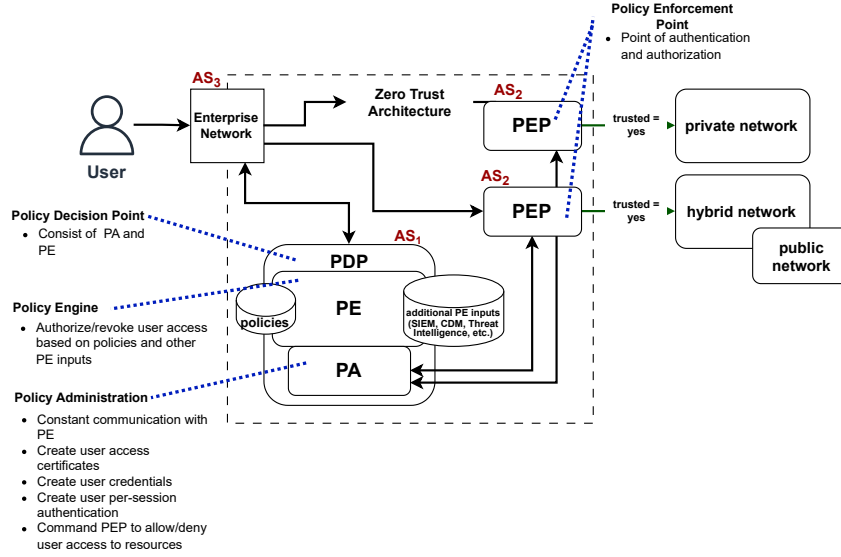 Policy Enforcement
Point
• Point of authentication
and authorization
AS3
Enterprise
Network
Zero Trust
Architecture
AS2
PEP
trusted =
yes
private network
User
AS2
PEP
trusted =
yes
hybrid network
public
network
Policy Decision Point
• Consist of PA and
PE
AS1
PDP
Policy Engine
• Authorize/revoke user access
based on policies and other
PE inputs
policies
PE
additional PE inputs
(SIEM, CDM, Threat
Intelligence, etc.)
PA
Policy Administration
• Constant communication with
PE
• Create user access
certificates
• Create user credentials
• Create user per-session
authentication
• Command PEP to allow/deny
user access to resources